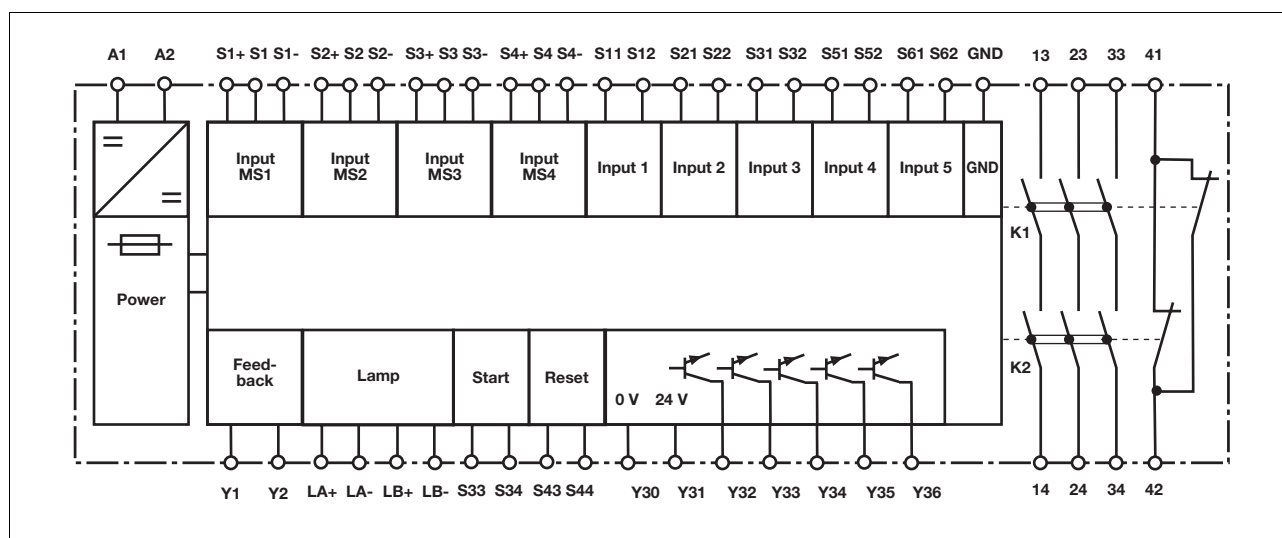 A1 A2 S1+ S1 S1- S2+ S2 S2- S3+ S3 S3- S4+ S4 S4- S11 S12 S21 S22 S31 S32 S51 S52 S61 S62 GND 13 23 33 41
Input MS1
Input MS2
Input MS3
Input MS4
Input 1
Input 2
Input 3
Input 4
Input 5
GND
K1
Power
K2
Feed-
back
Lamp
Start
Reset
0 V 24 V
Y1 Y2 LA+ LA- LB+ LB- S33 S34 S43 S44 Y30 Y31 Y32 Y33 Y34 Y35 Y36 14 24 34 42